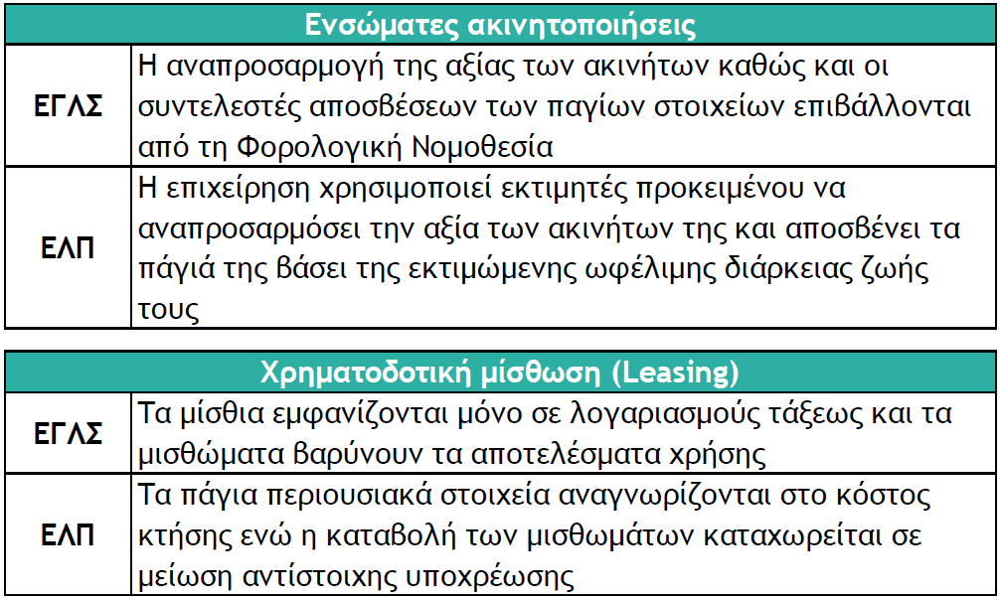 Ενσώματες ακινητοποιήσεις
ΕΓΛΣ
Η αναπροσαρμογή της αξίας των ακινήτων καθώς και οι
συντελεστές αποσβέσεων των παγίων στοιχείων επιβάλλονται
από τη Φορολογική Νομοθεσία
ΕΛΠ
Η επιχείρηση χρησιμοποιεί εκτιμητές προκειμένου να
αναπροσαρμόσει την αξία των ακινήτων της και αποσβένει τα
πάγιά της βάσει της εκτιμώμενης ωφέλιμης διάρκειας ζωής
τους
Χρηματοδοτική μίσθωση (Leasing)
ΕΓΛΣ
Τα μίσθια εμφανίζονται μόνο σε λογαριασμούς τάξεως και τα
μισθώματα βαρύνουν τα αποτελέσματα χρήσης
ΕΛΠ
Τα πάγια περιουσιακά στοιχεία αναγνωρίζονται στο κόστος
κτήσης ενώ η καταβολή των μισθωμάτων καταχωρείται σε
μείωση αντίστοιχης υποχρέωσης